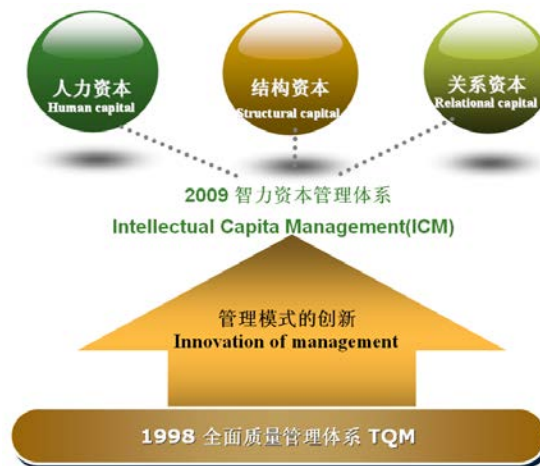 人力资本
Human capital
结构资本
Structural capital
关系资本
Relational capital
2009 智力资本管理体系
Intellectual Capita Management(ICM)
管理模式的创新
Innovation of management
1998 全面质量管理体系 TQM